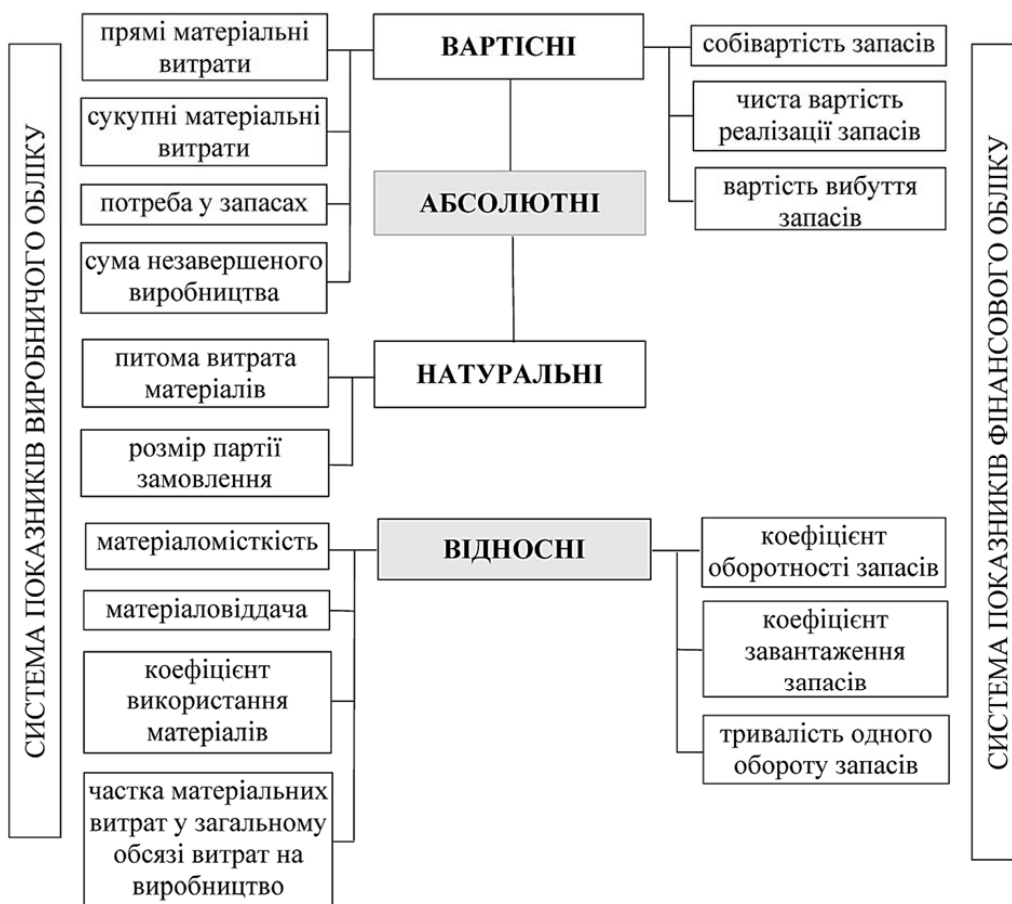 СИСТЕМА ПОКАЗНИКІВ ВИРОБНИЧОГО ОБЛІКУ
прямі матеріальні
витрати
сукупні матеріальні
витрати
потреба у запасах
сума незавершеного
виробництва
питома витрата
матеріалів
розмір партії
замовлення
матеріаломісткість
матеріаловіддача
коефіцієнт
використання
матеріалів
частка матеріальних
витрат у загальному
обсязі витрат на
виробництво
ВАРТІСНІ
АБСОЛЮТНІ
НАТУРАЛЬНІ
ВІДНОСНІ
собівартість запасів
чиста вартість
реалізації запасів
вартість вибуття
запасів
коефіцієнт
оборотності запасів
коефіцієнт
завантаження
запасів
тривалість одного
обороту запасів
СИСТЕМА ПОКАЗНИКІВ ФІНАНСОВОГО ОБЛІКУ